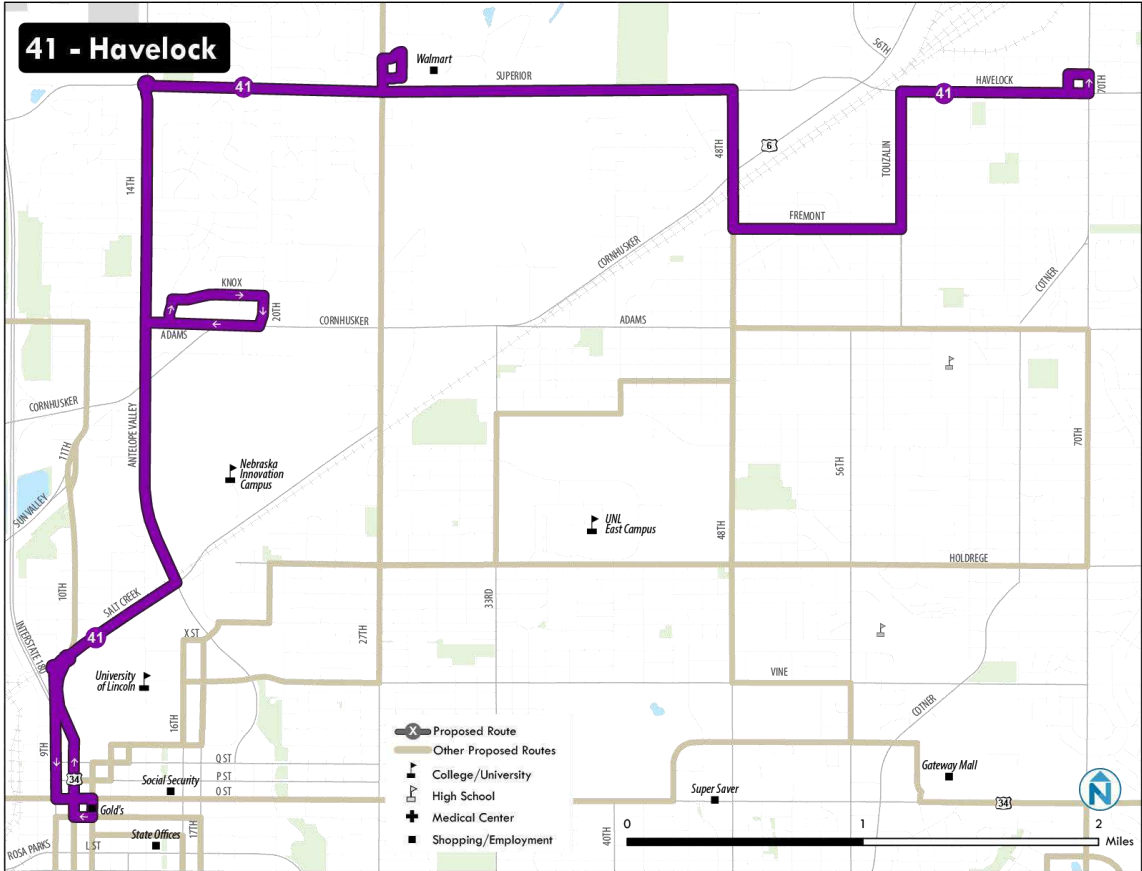 41 - Havelock
Walmart
56TH
SUPERIOR
HAVELOCK
70TH
41
41
6
48TH
TOUZALIN
14TH
FREMONT
CORNHUSKER
COTNER
KNOX
20TH
CORNHUSKER
ADAMS
ADAMS
CORNHUSKER
ANTELOPE VALLEY
11TH
70TH
56TH
Nebraska
Innovation
Campus
SUN VALLEY
UNL
East Campus
48TH
HOLDREGE
10TH
SALT CREEK
33RD
27TH
X ST
41
INTERSTATE 180
University
of Lincoln
VINE
COTNER
16TH
9TH
X
Proposed Route
Other Proposed Routes
College/University
High School
Medical Center
Shopping/Employment
Q ST
P ST
O ST
34
Social Security
Gold's
State Offices
17TH
ROSA PARKS
L ST
Gateway Mall
Super Saver
34
N
40TH
0
1
2
Miles